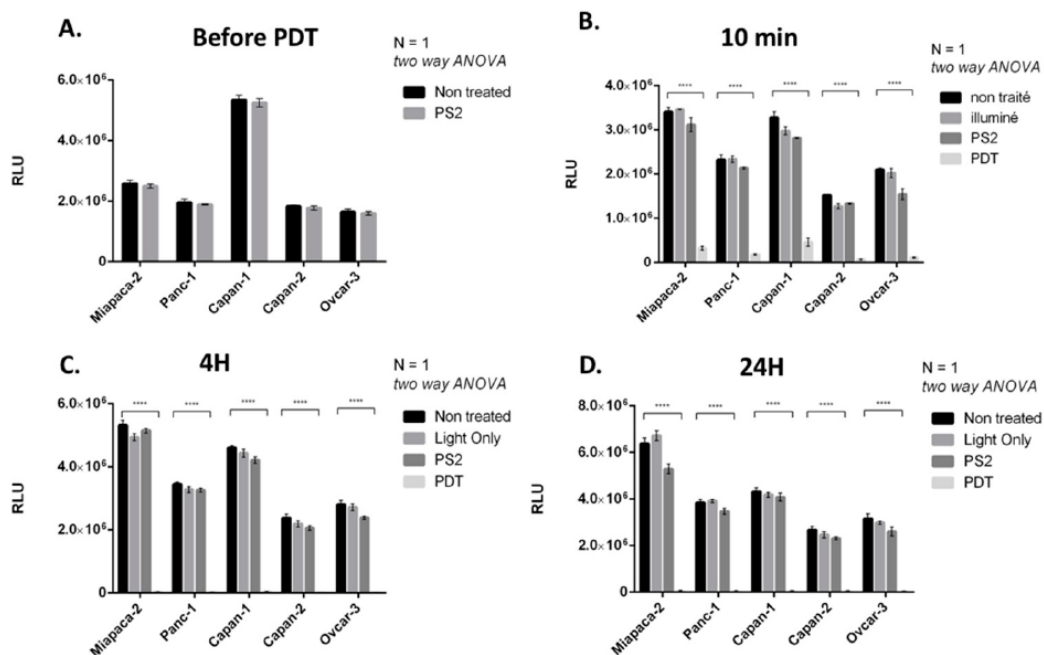 A.
Before PDT
N = 1
two way ANOVA
Non treated
PS2
RLU
6.0×10⁶
4.0×10⁶
2.0×10⁶
0
Miapaca-2
Panc-1
Capan-1
Capan-2
Ovcar-3
B.
10 min
N = 1
two way ANOVA
non traité
illuminé
PS2
PDT
RLU
4.0×10⁶
3.0×10⁶
2.0×10⁶
1.0×10⁶
0
**** **** **** **** ****
Miapaca-2
Panc-1
Capan-1
Capan-2
Ovcar-3
C.
4H
N = 1
two way ANOVA
Non treated
Light Only
PS2
PDT
RLU
6.0×10⁶
4.0×10⁶
2.0×10⁶
0
**** **** **** **** ****
Miapaca-2
Panc-1
Capan-1
Capan-2
Ovcar-3
D.
24H
N = 1
two way ANOVA
Non treated
Light Only
PS2
PDT
RLU
8.0×10⁶
6.0×10⁶
4.0×10⁶
2.0×10⁶
0
**** **** **** **** ****
Miapaca-2
Panc-1
Capan-1
Capan-2
Ovcar-3